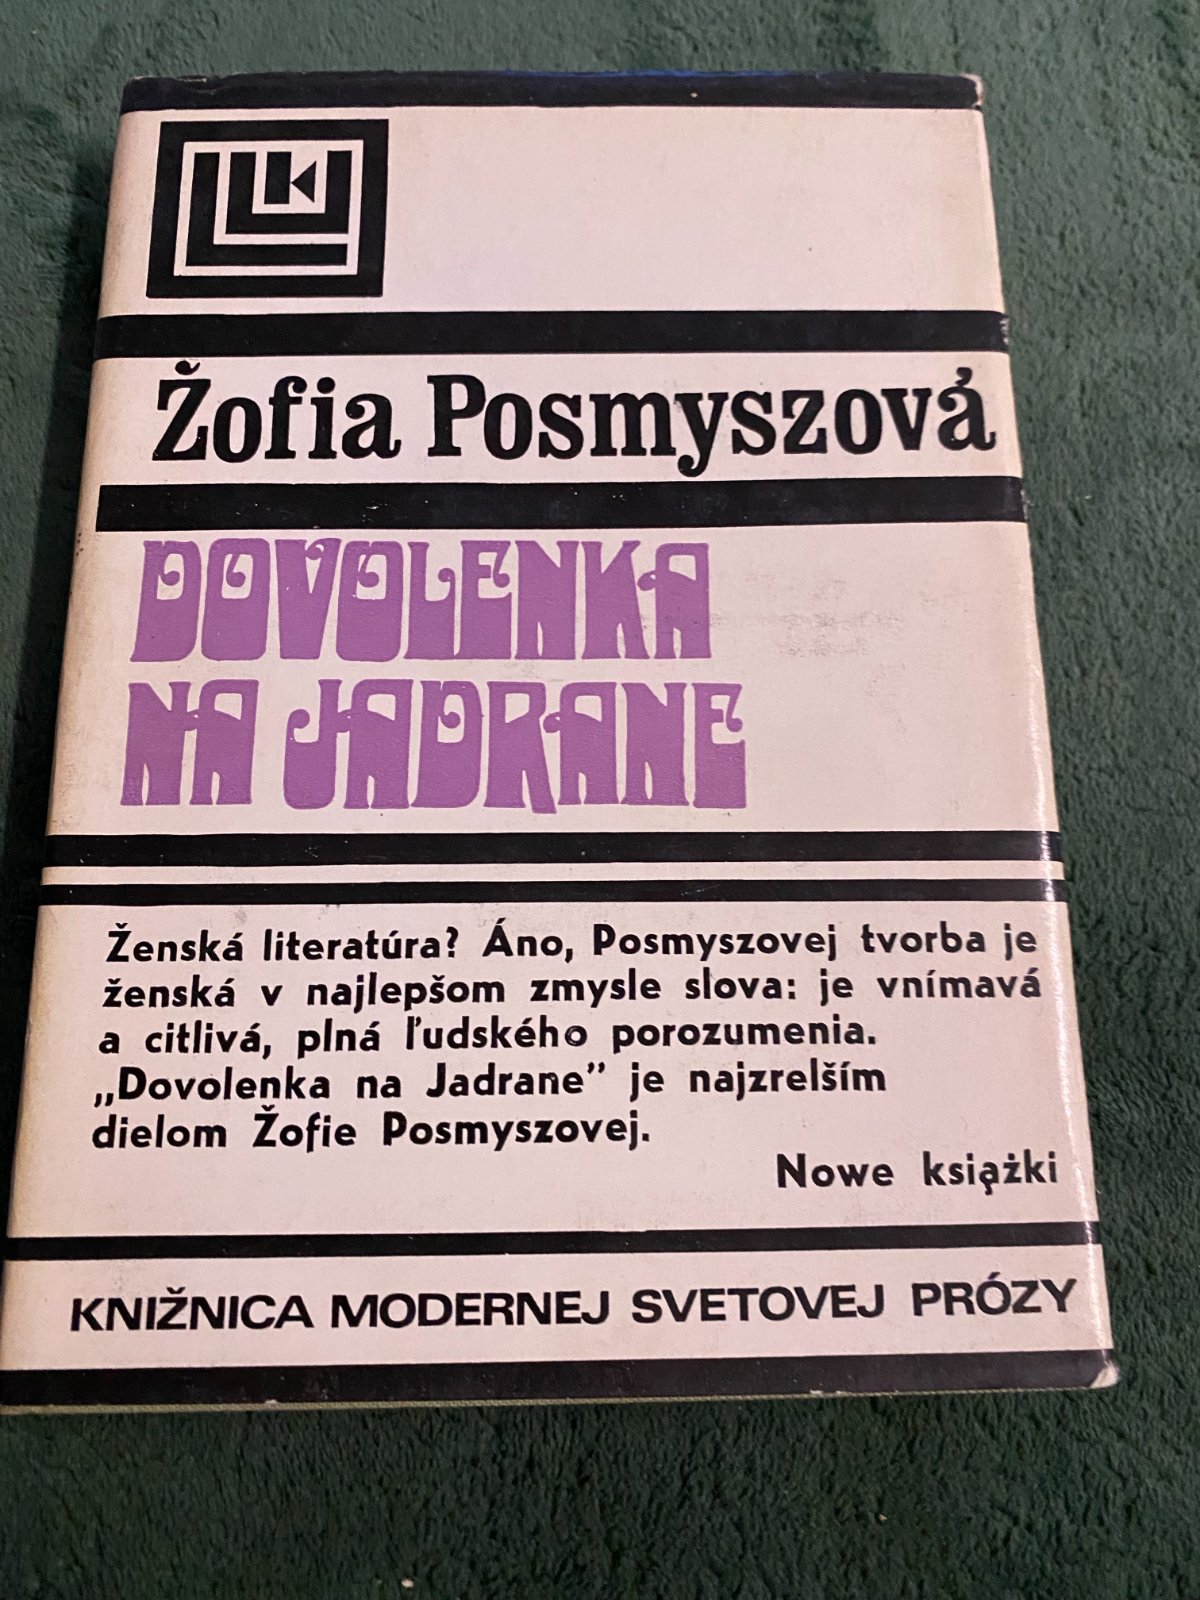 Žofia Posmyszová
DOVOLENKA
NA JADRANE
Ženská literatúra? Áno, Posmyszovej tvorba je
ženská v najlepšom zmysle slova: je vnímavá
a citlivá, plná ľudského porozumenia.
„Dovolenka na Jadrane” je najzrelším
dielom Žofie Posmyszovej.
Nowe książki
KNIŽNICA MODERNEJ SVETOVEJ PRÓZY